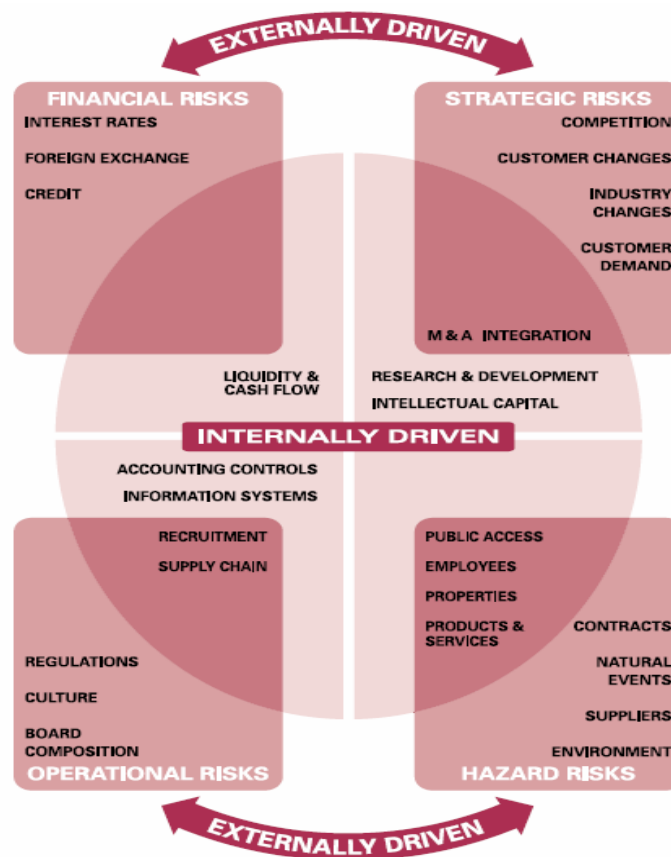 EXTERNALLY DRIVEN
FINANCIAL RISKS
INTEREST RATES
FOREIGN EXCHANGE
CREDIT
STRATEGIC RISKS
COMPETITION
CUSTOMER CHANGES
INDUSTRY
CHANGES
CUSTOMER
DEMAND
M & A INTEGRATION
LIQUIDITY &
CASH FLOW
RESEARCH & DEVELOPMENT
INTELLECTUAL CAPITAL
INTERNALLY DRIVEN
ACCOUNTING CONTROLS
INFORMATION SYSTEMS
RECRUITMENT
SUPPLY CHAIN
REGULATIONS
CULTURE
BOARD
COMPOSITION
OPERATIONAL RISKS
PUBLIC ACCESS
EMPLOYEES
PROPERTIES
PRODUCTS &
SERVICES
CONTRACTS
NATURAL
EVENTS
SUPPLIERS
ENVIRONMENT
HAZARD RISKS
EXTERNALLY DRIVEN